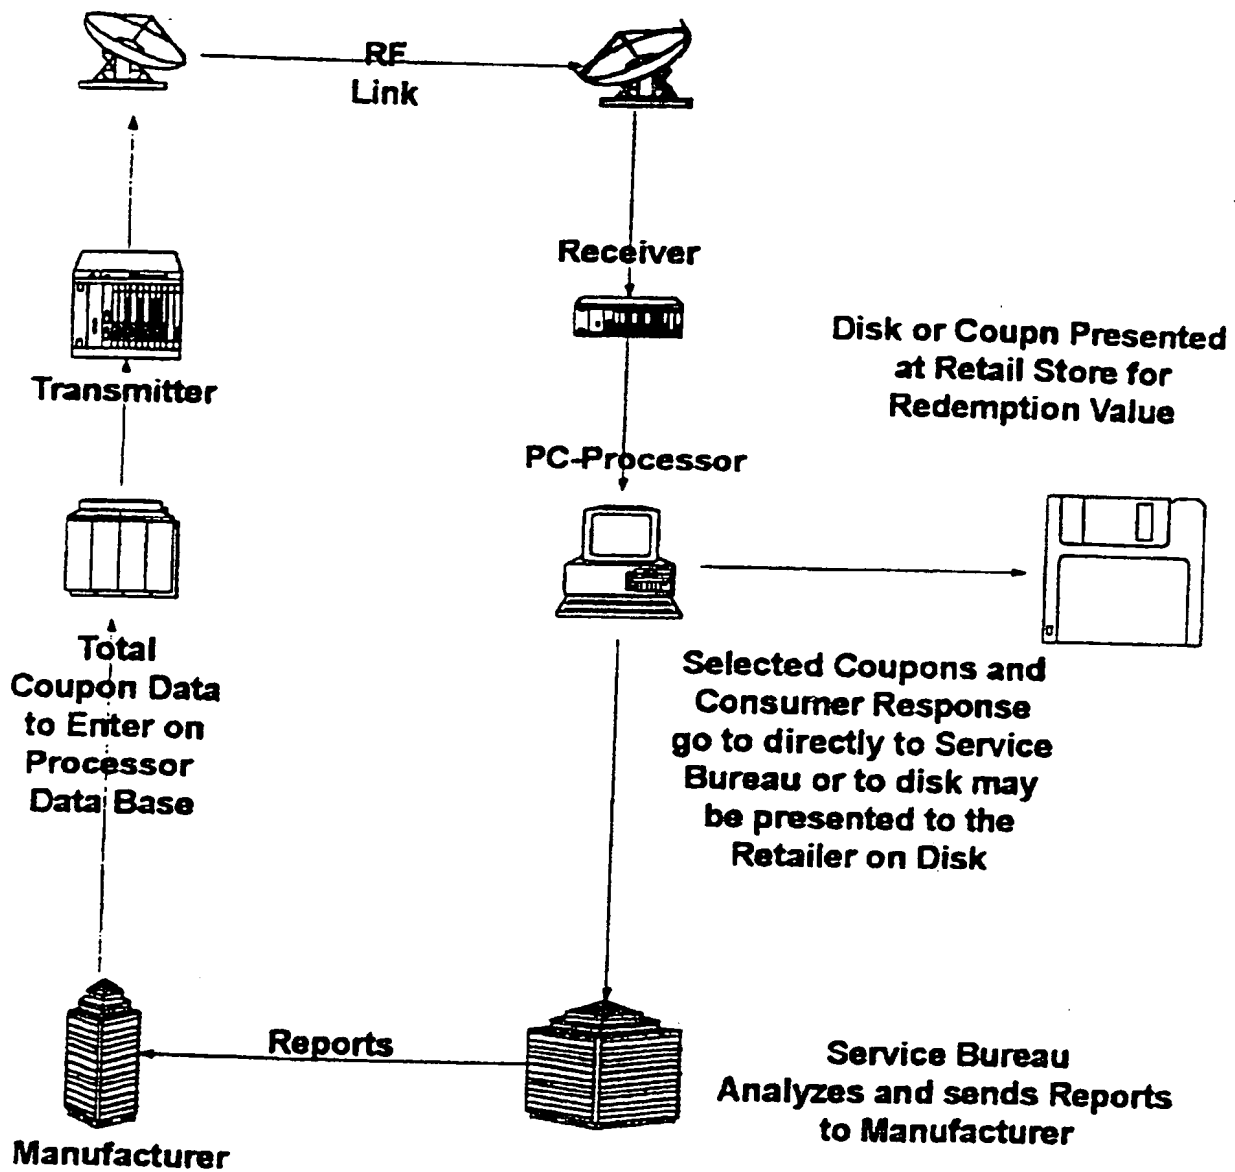 RF
Link
Receiver
Disk or Coupn Presented
at Retail Store for
Redemption Value
Transmitter
PC-Processor
Total
Coupon Data
to Enter on
Processor
Data Base
Selected Coupons and
Consumer Response
go to directly to Service
Bureau or to disk may
be presented to the
Retailer on Disk
Reports
Service Bureau
Analyzes and sends Reports
to Manufacturer
Manufacturer